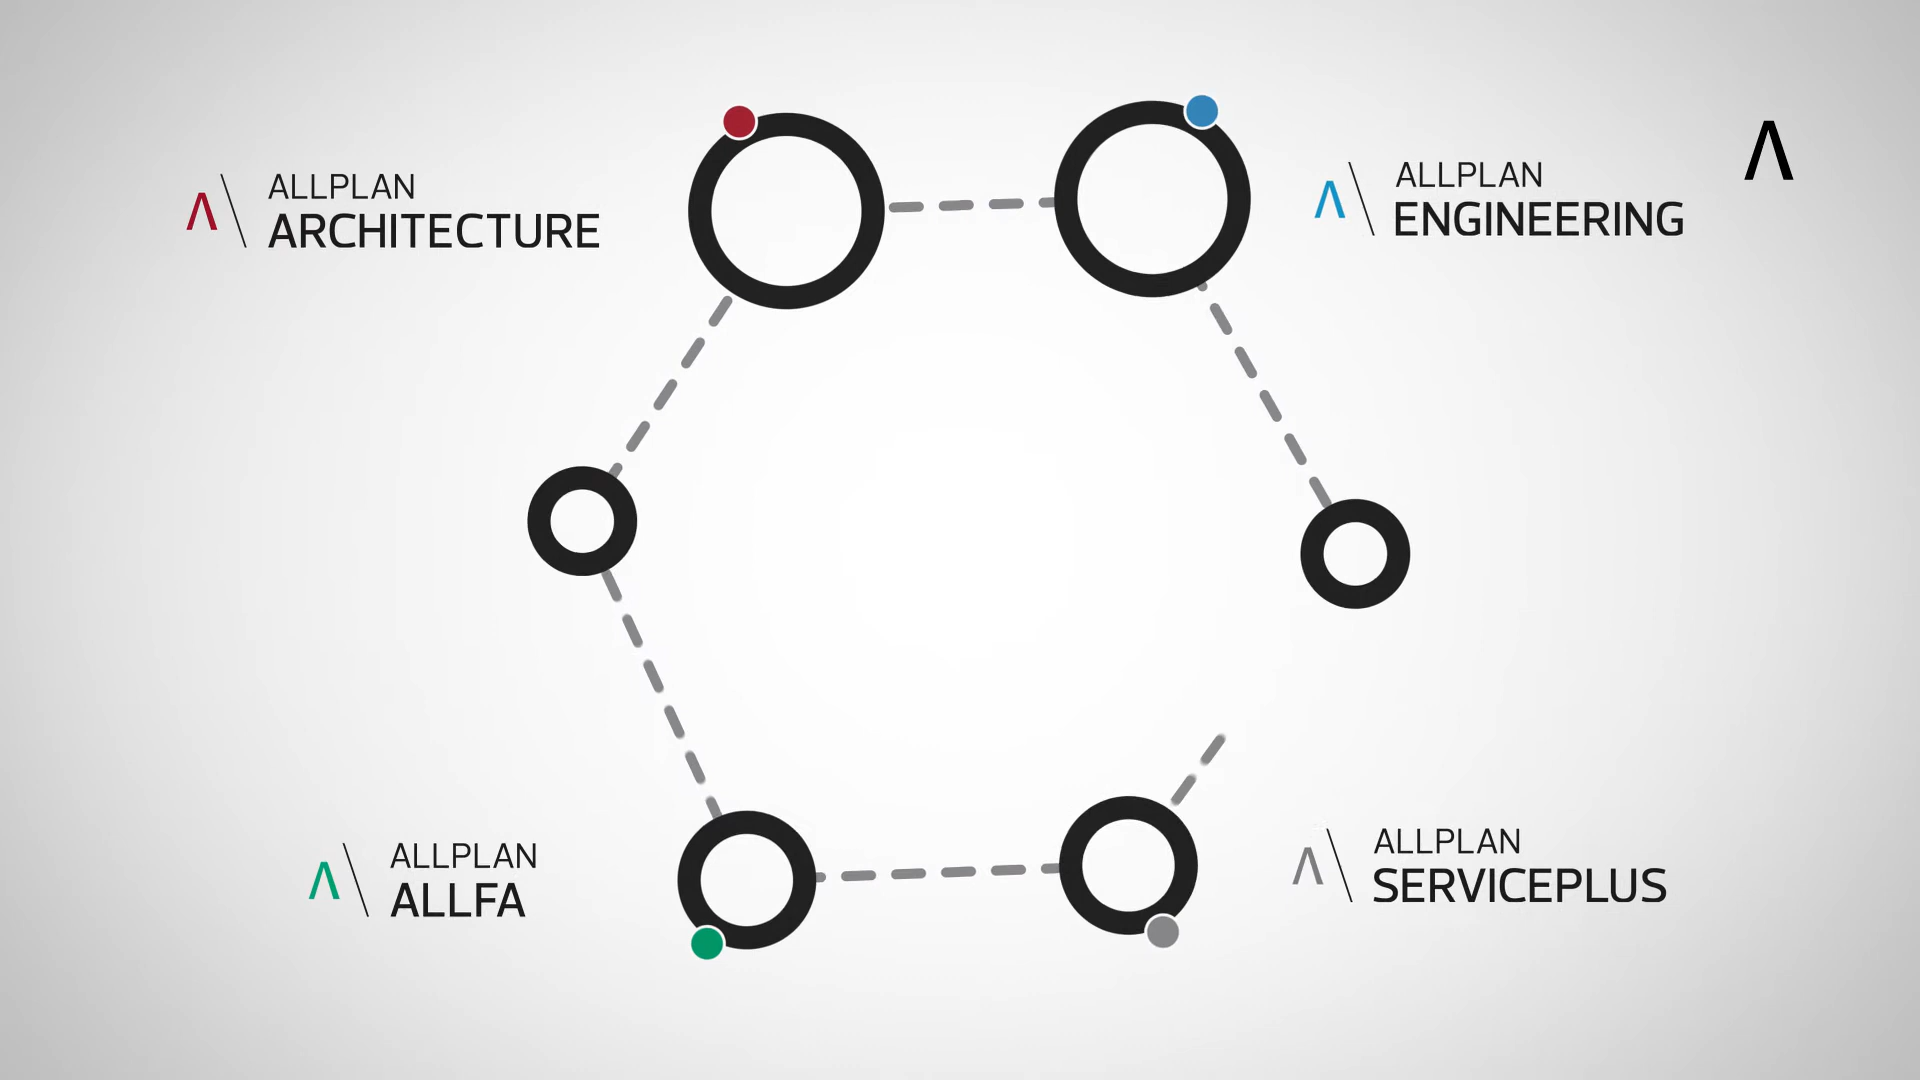 ALLPLAN
ARCHITECTURE
ALLPLAN
ENGINEERING
ALLPLAN
ALLFA
ALLPLAN
SERVICEPLUS